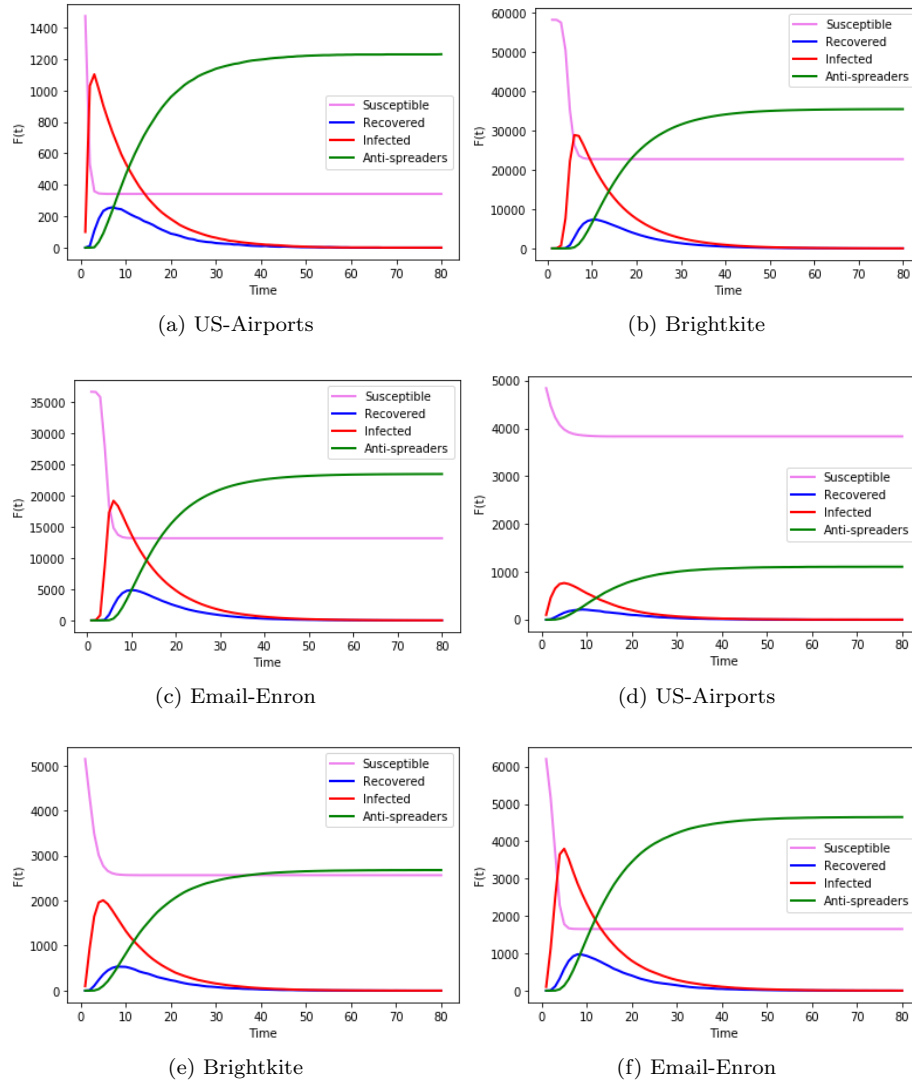 1400
1200
1000
800
600
400
200
0
F(t)
Susceptible
Recovered
Infected
Anti-spreaders
0 10 20 30 40 50 60 70 80
Time
(a) US-Airports
60000
50000
40000
30000
20000
10000
0
F(t)
Susceptible
Recovered
Infected
Anti-spreaders
0 10 20 30 40 50 60 70 80
Time
(b) Brightkite
35000
30000
25000
20000
15000
10000
5000
0
F(t)
Susceptible
Recovered
Infected
Anti-spreaders
0 10 20 30 40 50 60 70 80
Time
(c) Email-Enron
5000
4000
3000
2000
1000
0
F(t)
Susceptible
Recovered
Infected
Anti-spreaders
0 10 20 30 40 50 60 70 80
Time
(d) US-Airports
5000
4000
3000
2000
1000
0
F(t)
Susceptible
Recovered
Infected
Anti-spreaders
0 10 20 30 40 50 60 70 80
Time
(e) Brightkite
6000
5000
4000
3000
2000
1000
0
F(t)
Susceptible
Recovered
Infected
Anti-spreaders
0 10 20 30 40 50 60 70 80
Time
(f) Email-Enron